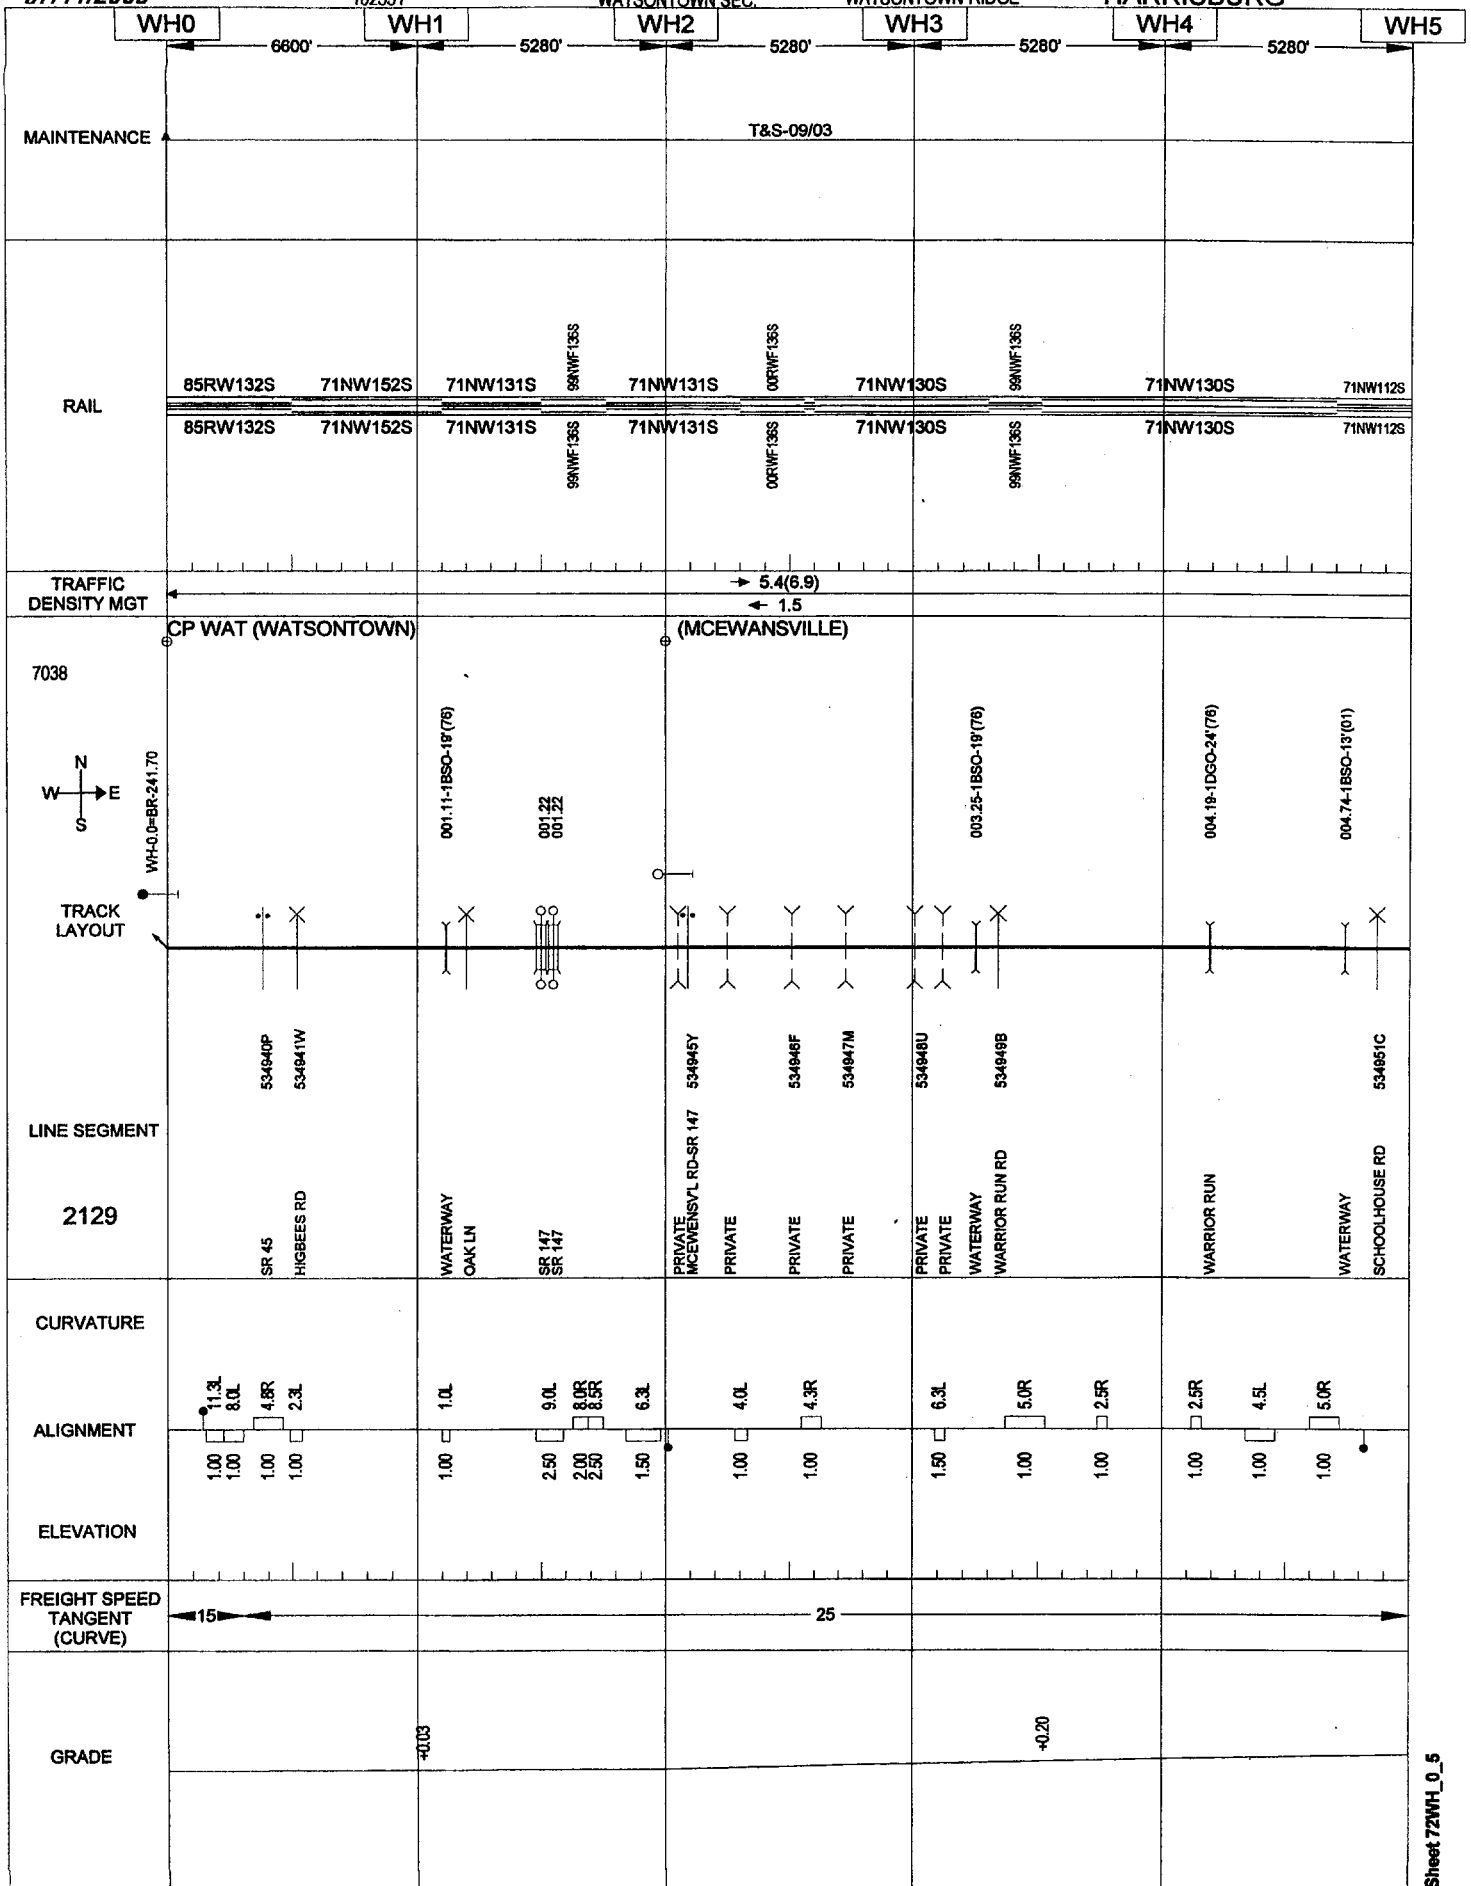 WATSONTOWN SEC.
WATSONTOWN RIDGE
HARRISBURG
WH0 WH1 WH2 WH3 WH4 WH5
6600' 5280' 5280' 5280' 5280'
MAINTENANCE
T&S-09/03
99NWF136S 00RWF136S 99NWF136S
85RW132S 71NW152S 71NW131S 71NW131S 71NW130S 71NW130S 71NW112S
RAIL
85RW132S 71NW152S 71NW131S 71NW131S 71NW130S 71NW130S 71NW112S
99NWF136S 00RWF136S 99NWF136S
TRAFFIC
DENSITY MGT
5.4(6.9)
1.5
CP WAT (WATSONTOWN) (MCEWANSVILLE)
7038
N
W E
S
WH-0.0=BR-241.70
001.11-1BSO-19'(76)
001.22
001.22
003.25-1BSO-19'(76)
004.19-1DGO-24'(76)
004.74-1BSO-13'(01)
TRACK
LAYOUT
534940P
534941W
534945Y
534946F
534947M
534948U
534949B
534951C
LINE SEGMENT
2129
SR 45
HIGBEES RD
WATERWAY
OAK LN
SR 147
SR 147
PRIVATE
MCEWENSV'L RD-SR 147
PRIVATE
PRIVATE
PRIVATE
PRIVATE
PRIVATE
WATERWAY
WARRIOR RUN RD
WARRIOR RUN
WATERWAY
SCHOOLHOUSE RD
CURVATURE
11.3L 8.0L 4.8R 2.3L 1.0L 9.0L 8.0R 8.5R 6.3L 4.0L 4.3R 6.3L 5.0R 2.5R 2.5R 4.5L 5.0R
ALIGNMENT
1.00 1.00 1.00 1.00 1.00 2.50 2.00 2.50 1.50 1.00 1.00 1.50 1.00 1.00 1.00 1.00 1.00
ELEVATION
FREIGHT SPEED
TANGENT
(CURVE)
15 25
GRADE
+0.03
+0.20
Sheet 72WH_0_5